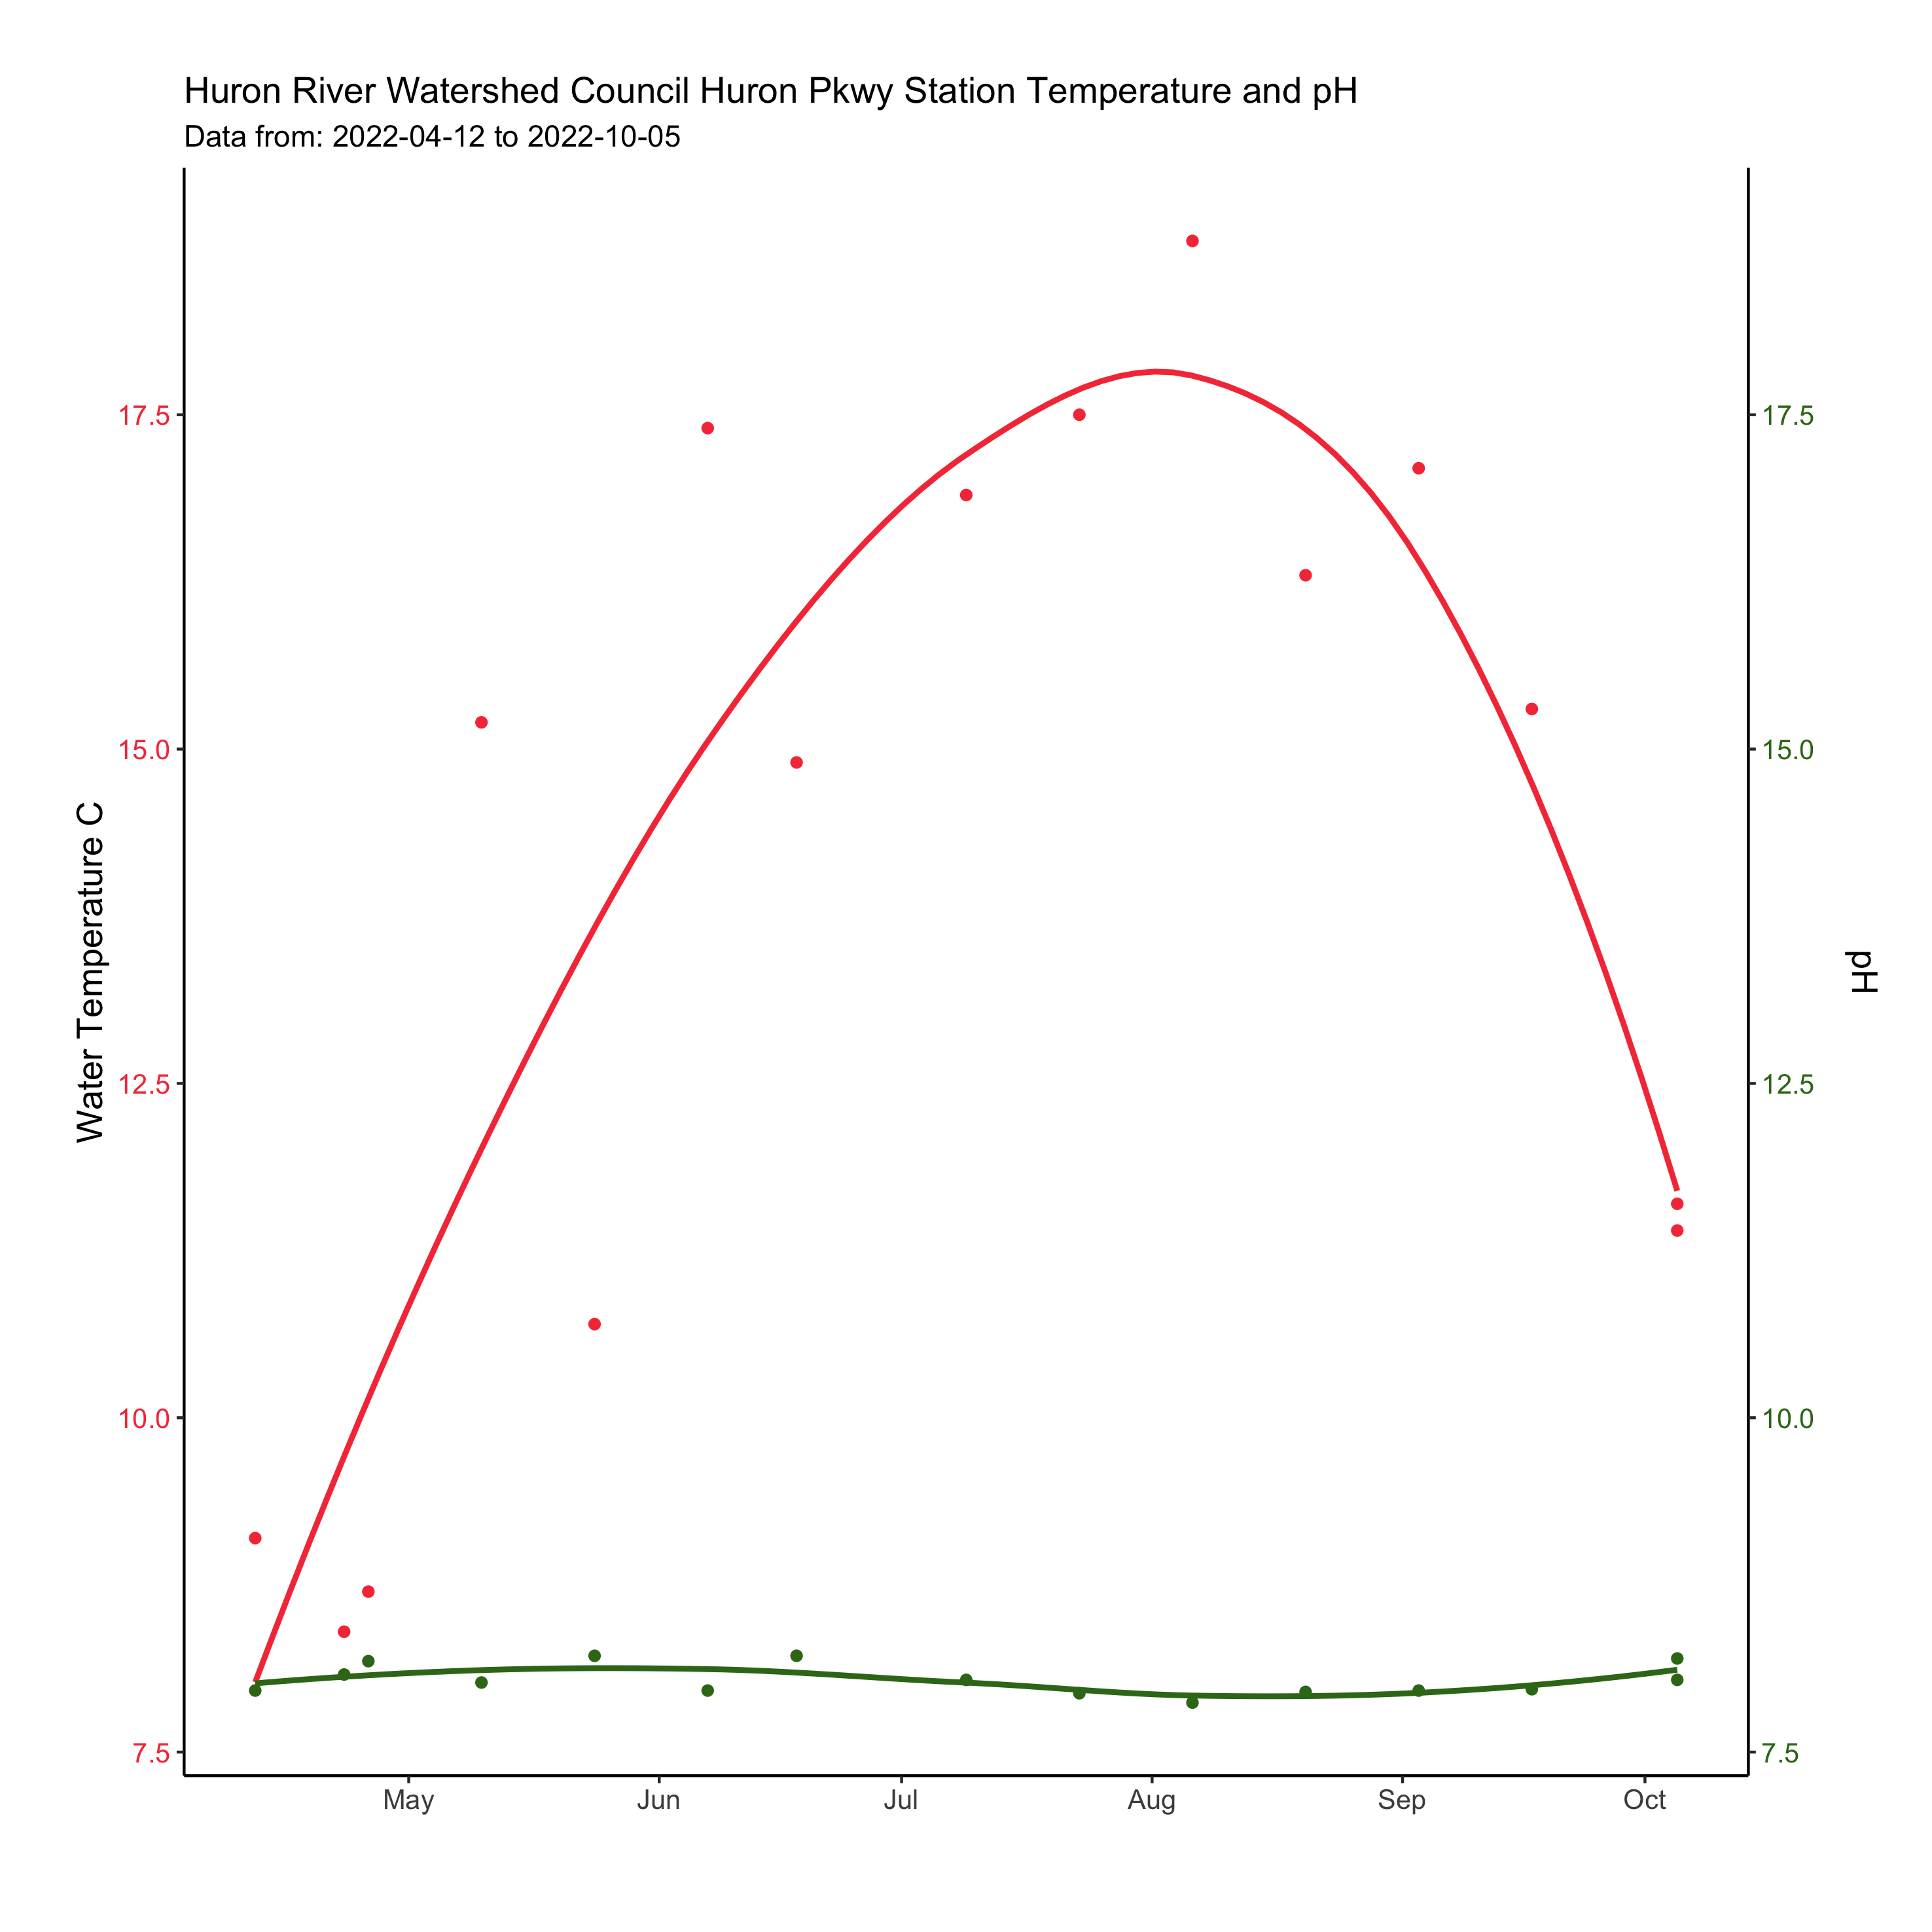 Huron River Watershed Council Huron Pkwy Station Temperature and pH
Data from: 2022-04-12 to 2022-10-05
Water Temperature C
17.5
15.0
12.5
10.0
7.5
17.5
15.0
12.5
10.0
7.5
pH
May Jun Jul Aug Sep Oct